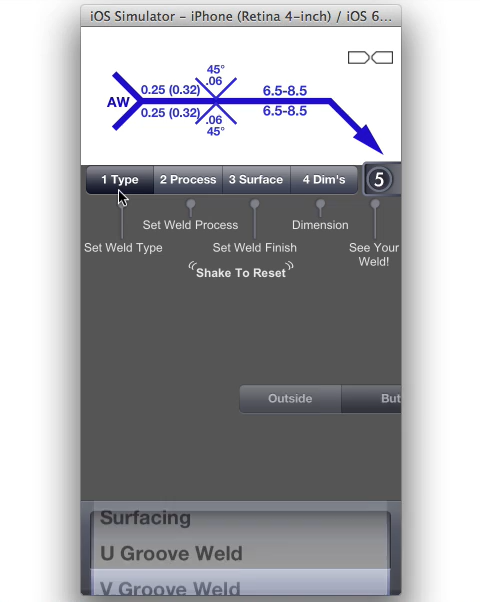 iOS Simulator – iPhone (Retina 4-inch) / iOS 6...
45°
.06
0.25 (0.32)
6.5-8.5
AW
0.25 (0.32)
6.5-8.5
.06
45°
1 Type
2 Process
3 Surface
4 Dim's
5
Set Weld Process
Dimension
Set Weld Type
Set Weld Finish
See Your
Weld!
Shake To Reset
Outside
But
Surfacing
U Groove Weld
V Groove Weld